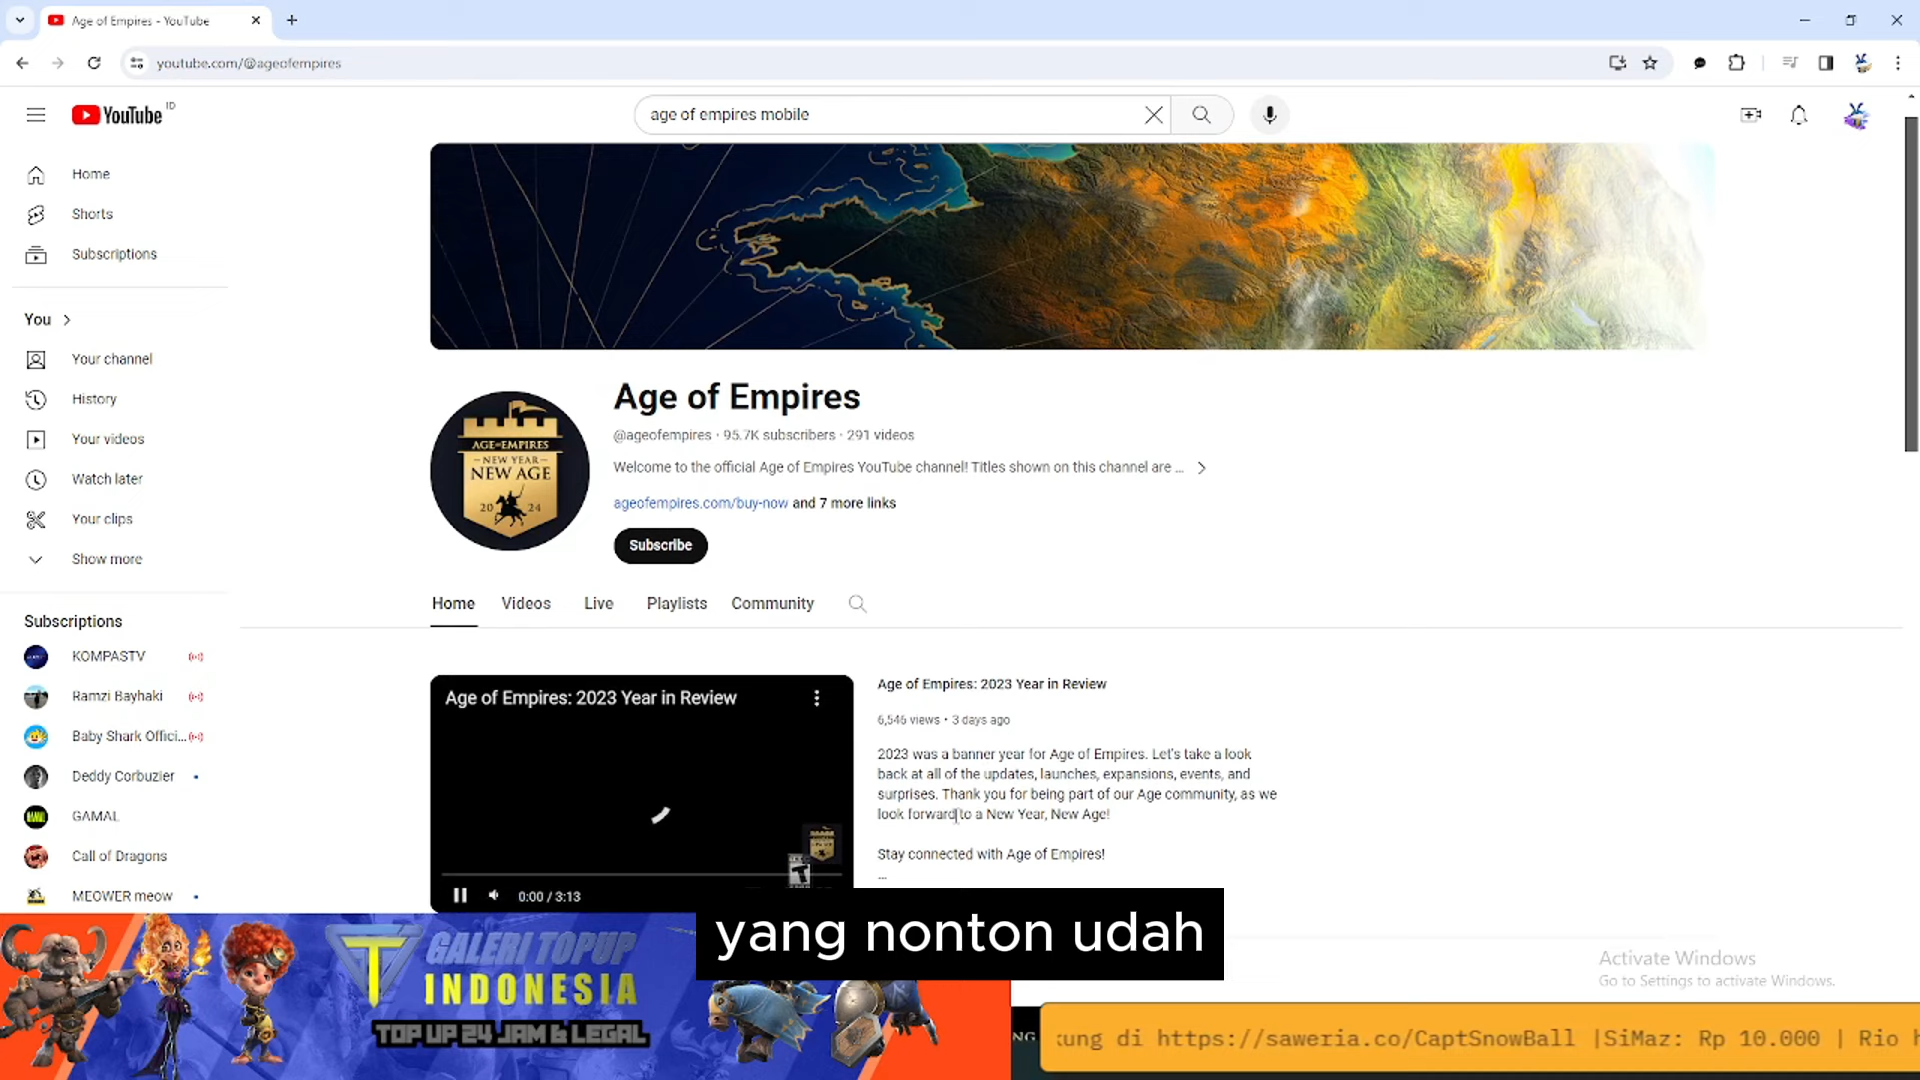 Age of Empires - YouTube
youtube.com/@ageofempires
YouTube ID
age of empires mobile
Home
Shorts
Subscriptions
You
Your channel
History
Your videos
Watch later
Your clips
Show more
Subscriptions
KOMPASTV
Ramzi Bayhaki
Baby Shark Offici...
Deddy Corbuzier
GAMAL
Call of Dragons
MEOWER meow
AGE OF EMPIRES
NEW YEAR
NEW AGE
20 24
Age of Empires
@ageofempires · 95.7K subscribers · 291 videos
Welcome to the official Age of Empires YouTube channel! Titles shown on this channel are ...
ageofempires.com/buy-now and 7 more links
Subscribe
Home Videos Live Playlists Community
Age of Empires: 2023 Year in Review
0:00 / 3:13
Age of Empires: 2023 Year in Review
6,546 views • 3 days ago
2023 was a banner year for Age of Empires. Let's take a look
back at all of the updates, launches, expansions, events, and
surprises. Thank you for being part of our Age community, as we
look forward to a New Year, New Age!
Stay connected with Age of Empires!
...
yang nonton udah
GALERI TOPUP
INDONESIA
TOP UP 24 JAM & LEGAL
Activate Windows
Go to Settings to activate Windows.
NG
kung di https://saweria.co/CaptSnowBall |SiMaz: Rp 10.000 | Rio